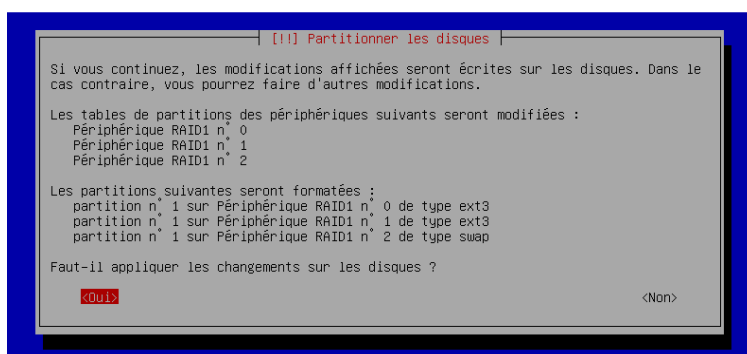 [!!] Partitionner les disques
Si vous continuez, les modifications affichées seront écrites sur les disques. Dans le
cas contraire, vous pourrez faire d'autres modifications.
Les tables de partitions des périphériques suivants seront modifiées :
Périphérique RAID1 n° 0
Périphérique RAID1 n° 1
Périphérique RAID1 n° 2
Les partitions suivantes seront formatées :
partition n° 1 sur Périphérique RAID1 n° 0 de type ext3
partition n° 1 sur Périphérique RAID1 n° 1 de type ext3
partition n° 1 sur Périphérique RAID1 n° 2 de type swap
Faut-il appliquer les changements sur les disques ?
<Oui> <Non>